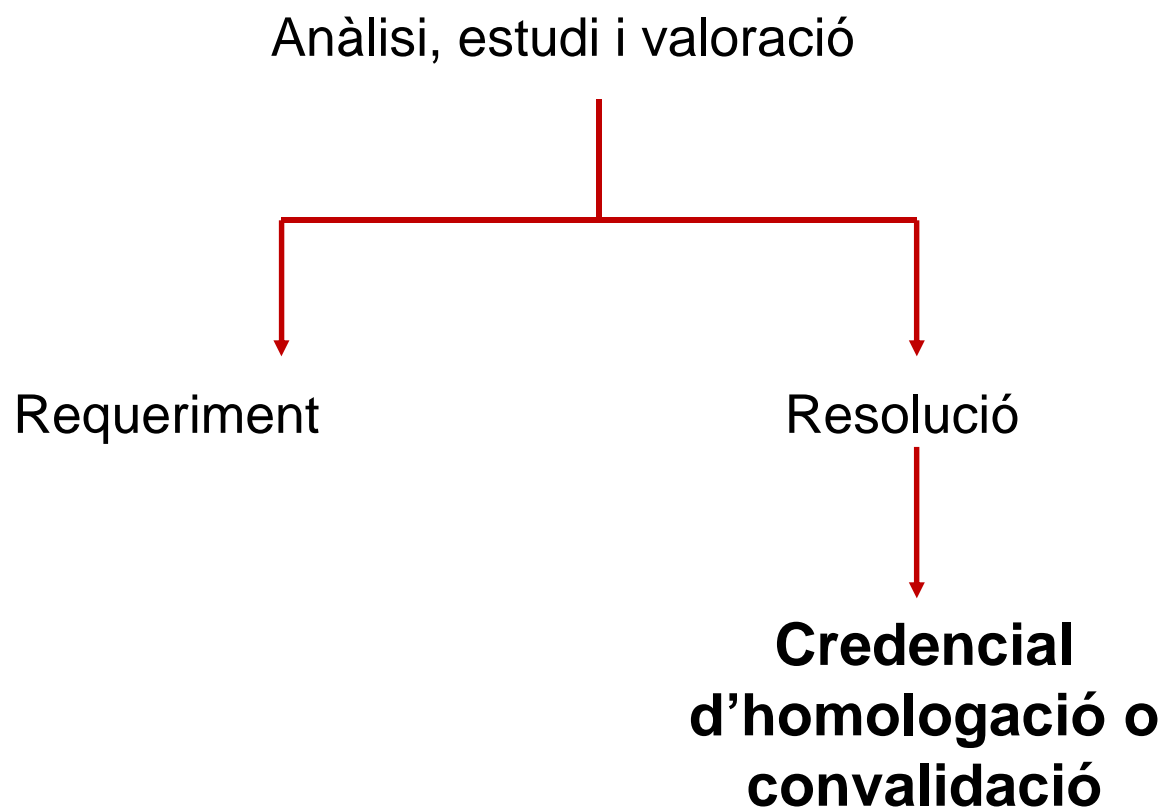 Anàlisi, estudi i valoració
Requeriment
Resolució
Credencial
d’homologació o
convalidació